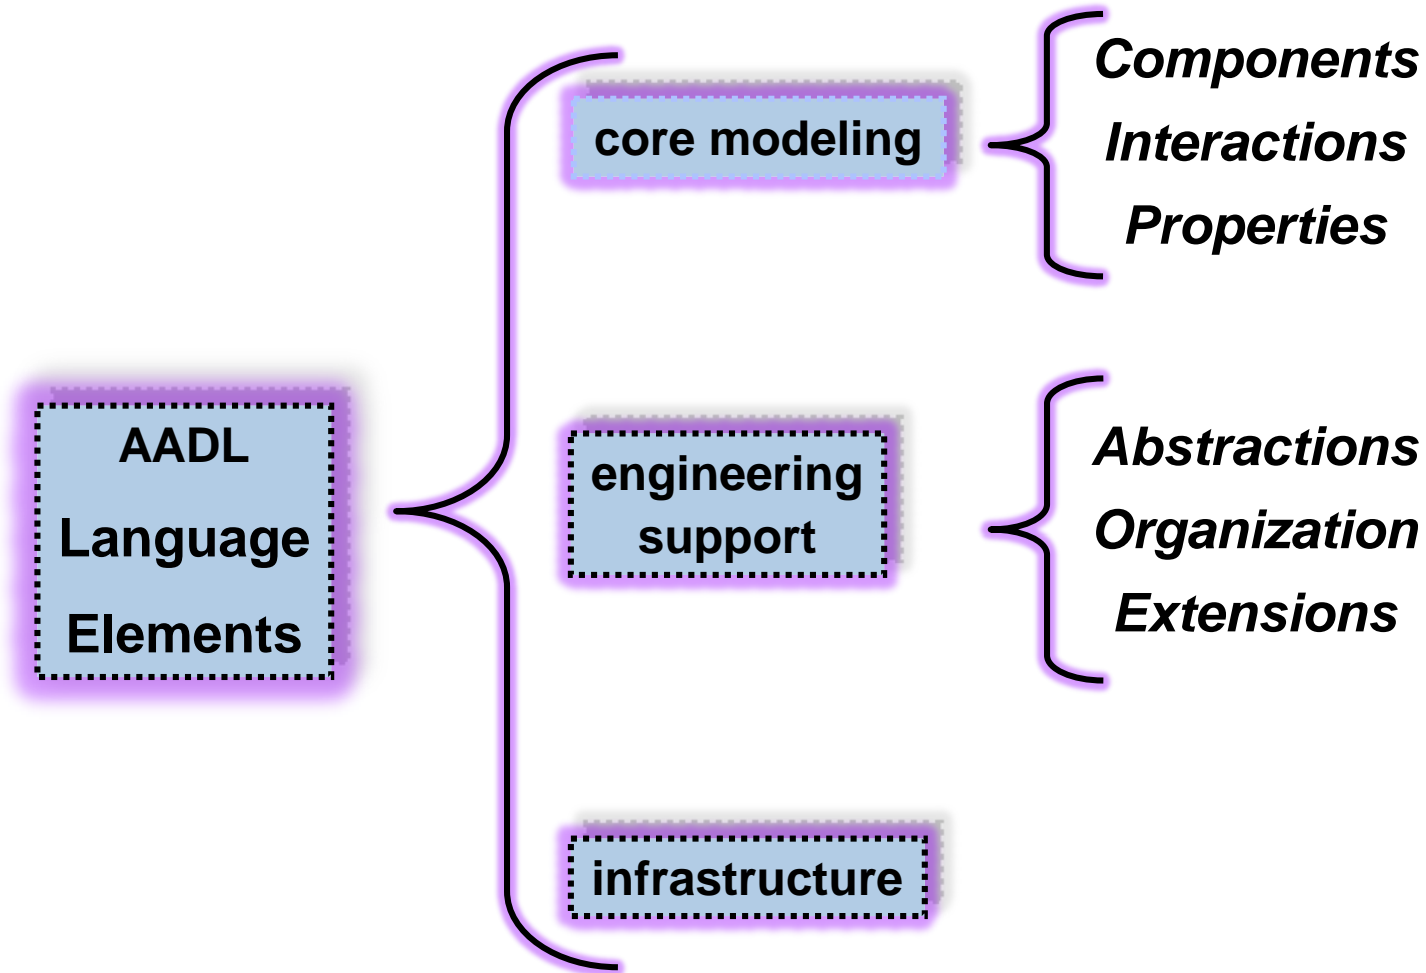 AADL
Language
Elements
core modeling
Components
Interactions
Properties
engineering
support
Abstractions
Organization
Extensions
infrastructure